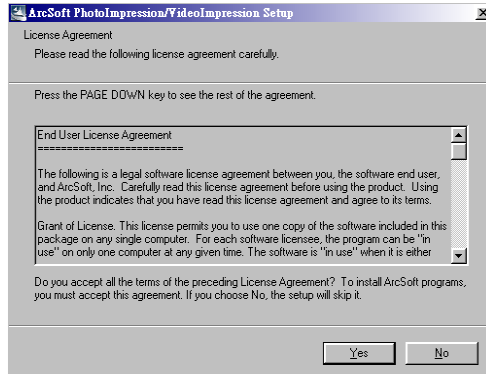 ArcSoft PhotoImpression/VideoImpression Setup
License Agreement
Please read the following license agreement carefully.
Press the PAGE DOWN key to see the rest of the agreement.
End User License Agreement
=========================
The following is a legal software license agreement between you, the software end user,
and ArcSoft, Inc. Carefully read this license agreement before using the product. Using
the product indicates that you have read this license agreement and agree to its terms.
Grant of License. This license permits you to use one copy of the software included in this
package on any single computer. For each software licensee, the program can be "in
use" on only one computer at any given time. The software is "in use" when it is either
Do you accept all the terms of the preceding License Agreement? To install ArcSoft programs,
you must accept this agreement. If you choose No, the setup will skip it.
Yes
No